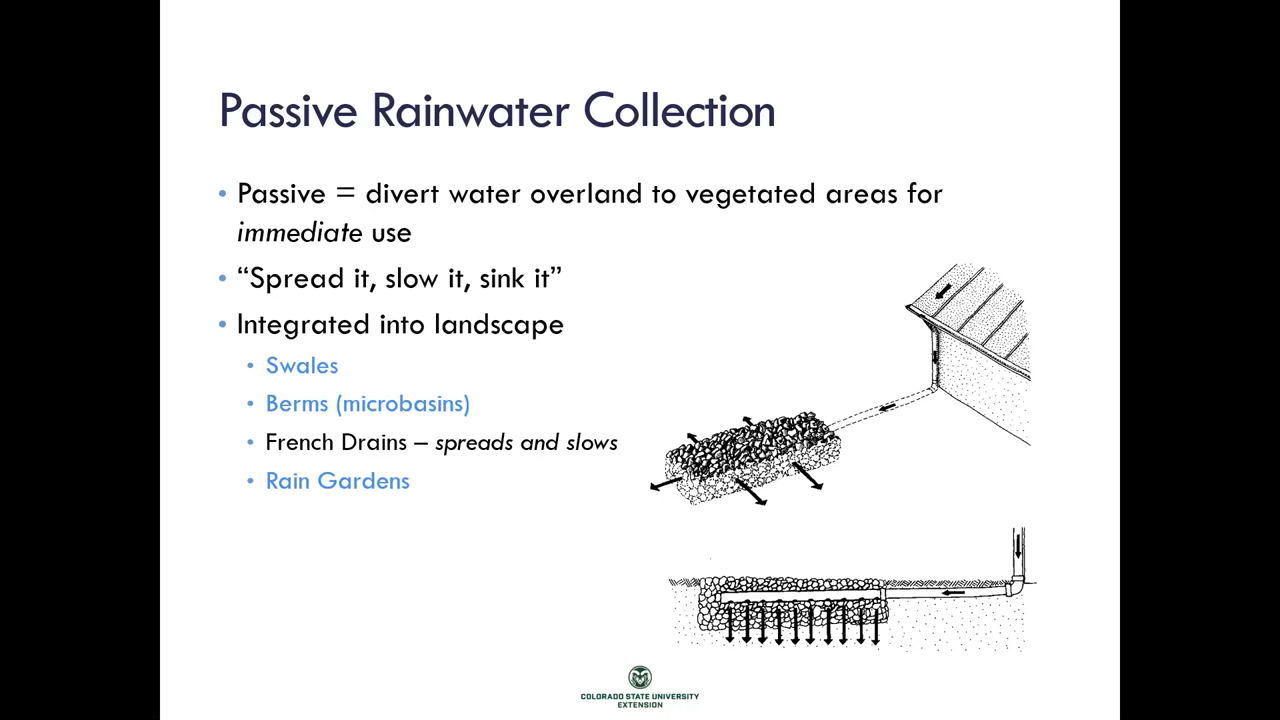 Passive Rainwater Collection
• Passive = divert water overland to vegetated areas for
immediate use
• “Spread it, slow it, sink it”
• Integrated into landscape
• Swales
• Berms (microbasins)
• French Drains – spreads and slows
• Rain Gardens
COLORADO STATE UNIVERSITY
EXTENSION